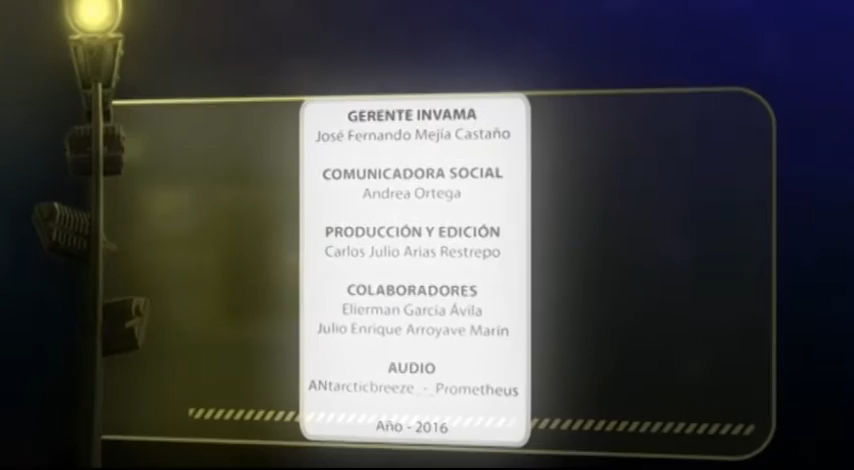 GERENTE INVAMA
José Fernando Mejía Castaño
COMUNICADORA SOCIAL
Andrea Ortega
PRODUCCIÓN Y EDICIÓN
Carlos Julio Arias Restrepo
COLABORADORES
Elierman García Ávila
Julio Enrique Arroyave Marín
AUDIO
ANtarcticbreeze_-_Prometheus
Año - 2016